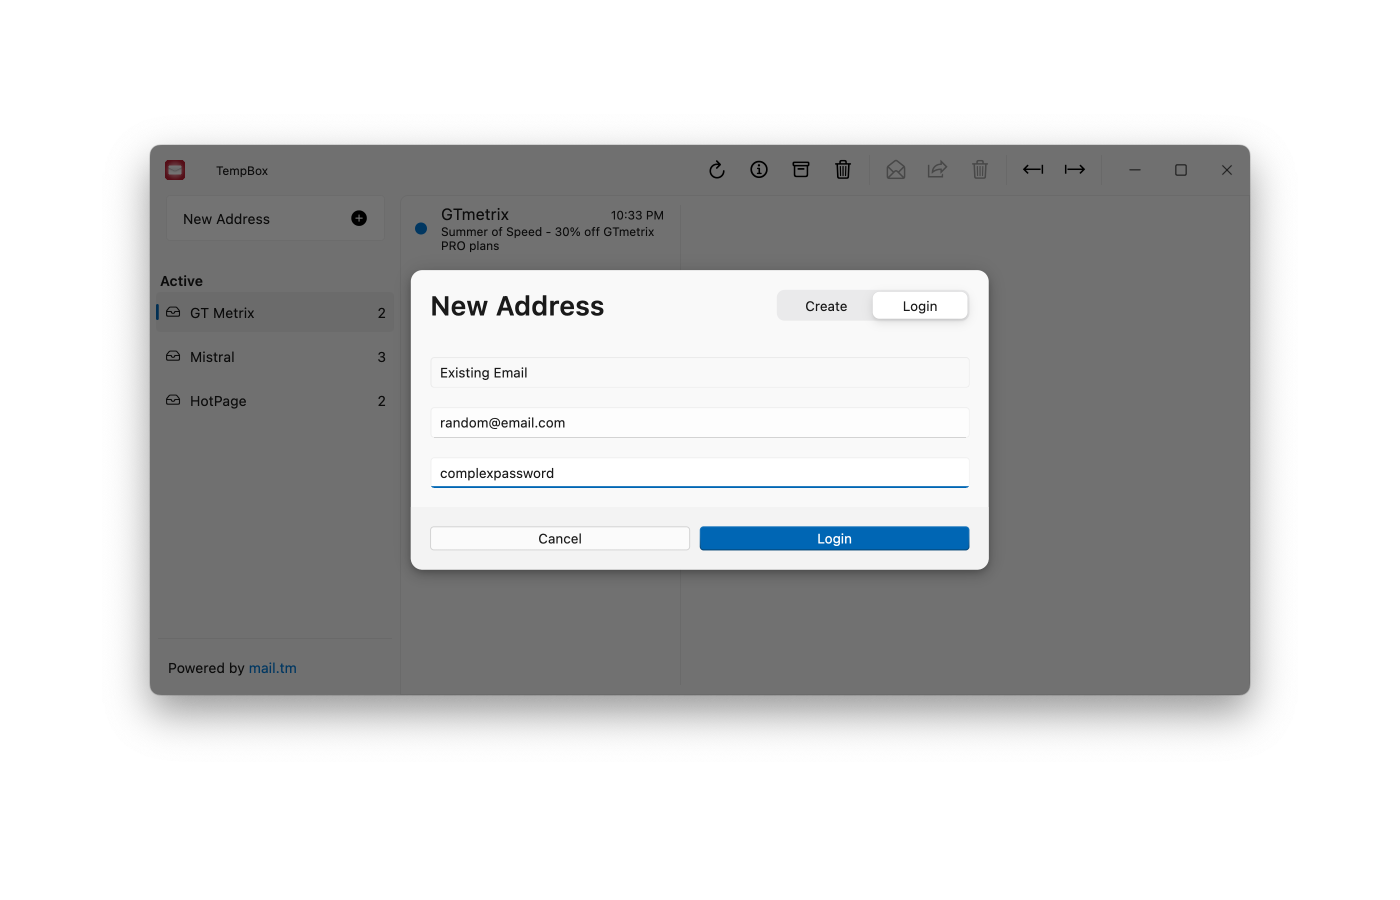 TempBox
New Address
GTmetrix 10:33 PM
Summer of Speed - 30% off GTmetrix
PRO plans
Active
GT Metrix 2
Mistral 3
HotPage 2
New Address
Create Login
Existing Email
random@email.com
complexpassword
Cancel Login
Powered by mail.tm